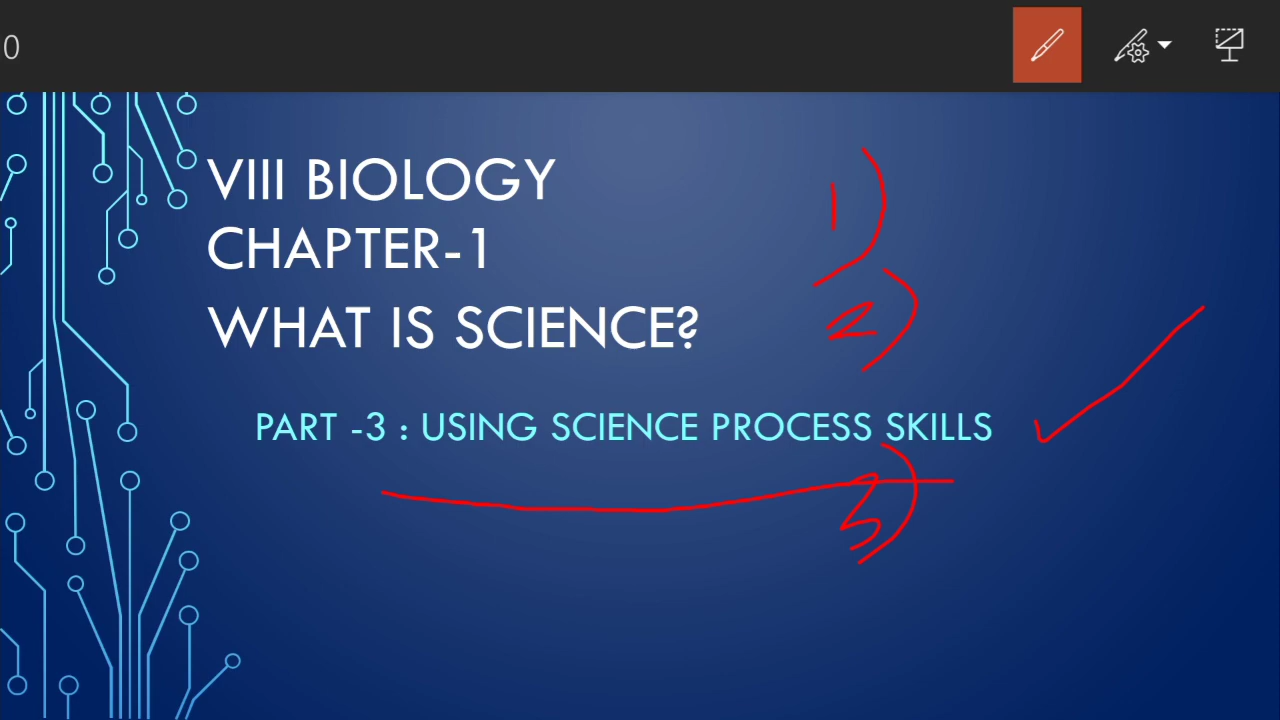 0
VIII BIOLOGY
CHAPTER-1
WHAT IS SCIENCE?
1)
2)
PART -3 : USING SCIENCE PROCESS SKILLS
3)